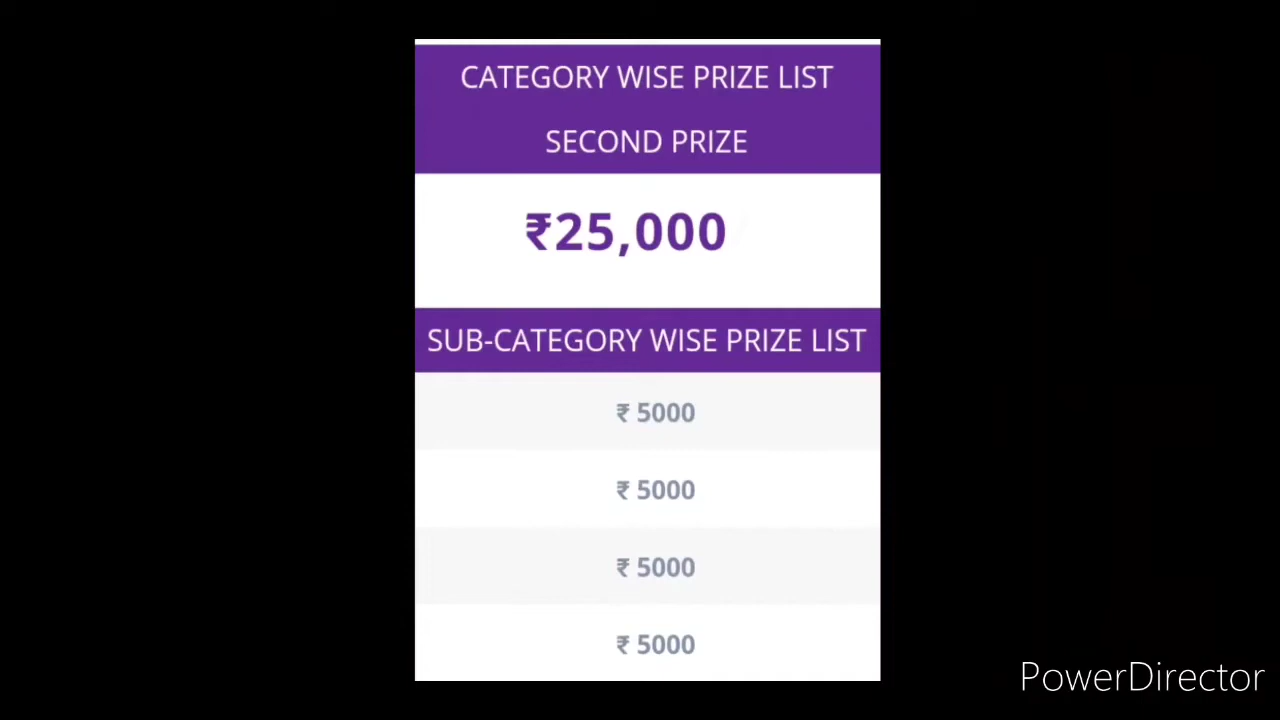 CATEGORY WISE PRIZE LIST
SECOND PRIZE
₹25,000
SUB-CATEGORY WISE PRIZE LIST
₹ 5000
₹ 5000
₹ 5000
₹ 5000
PowerDirector